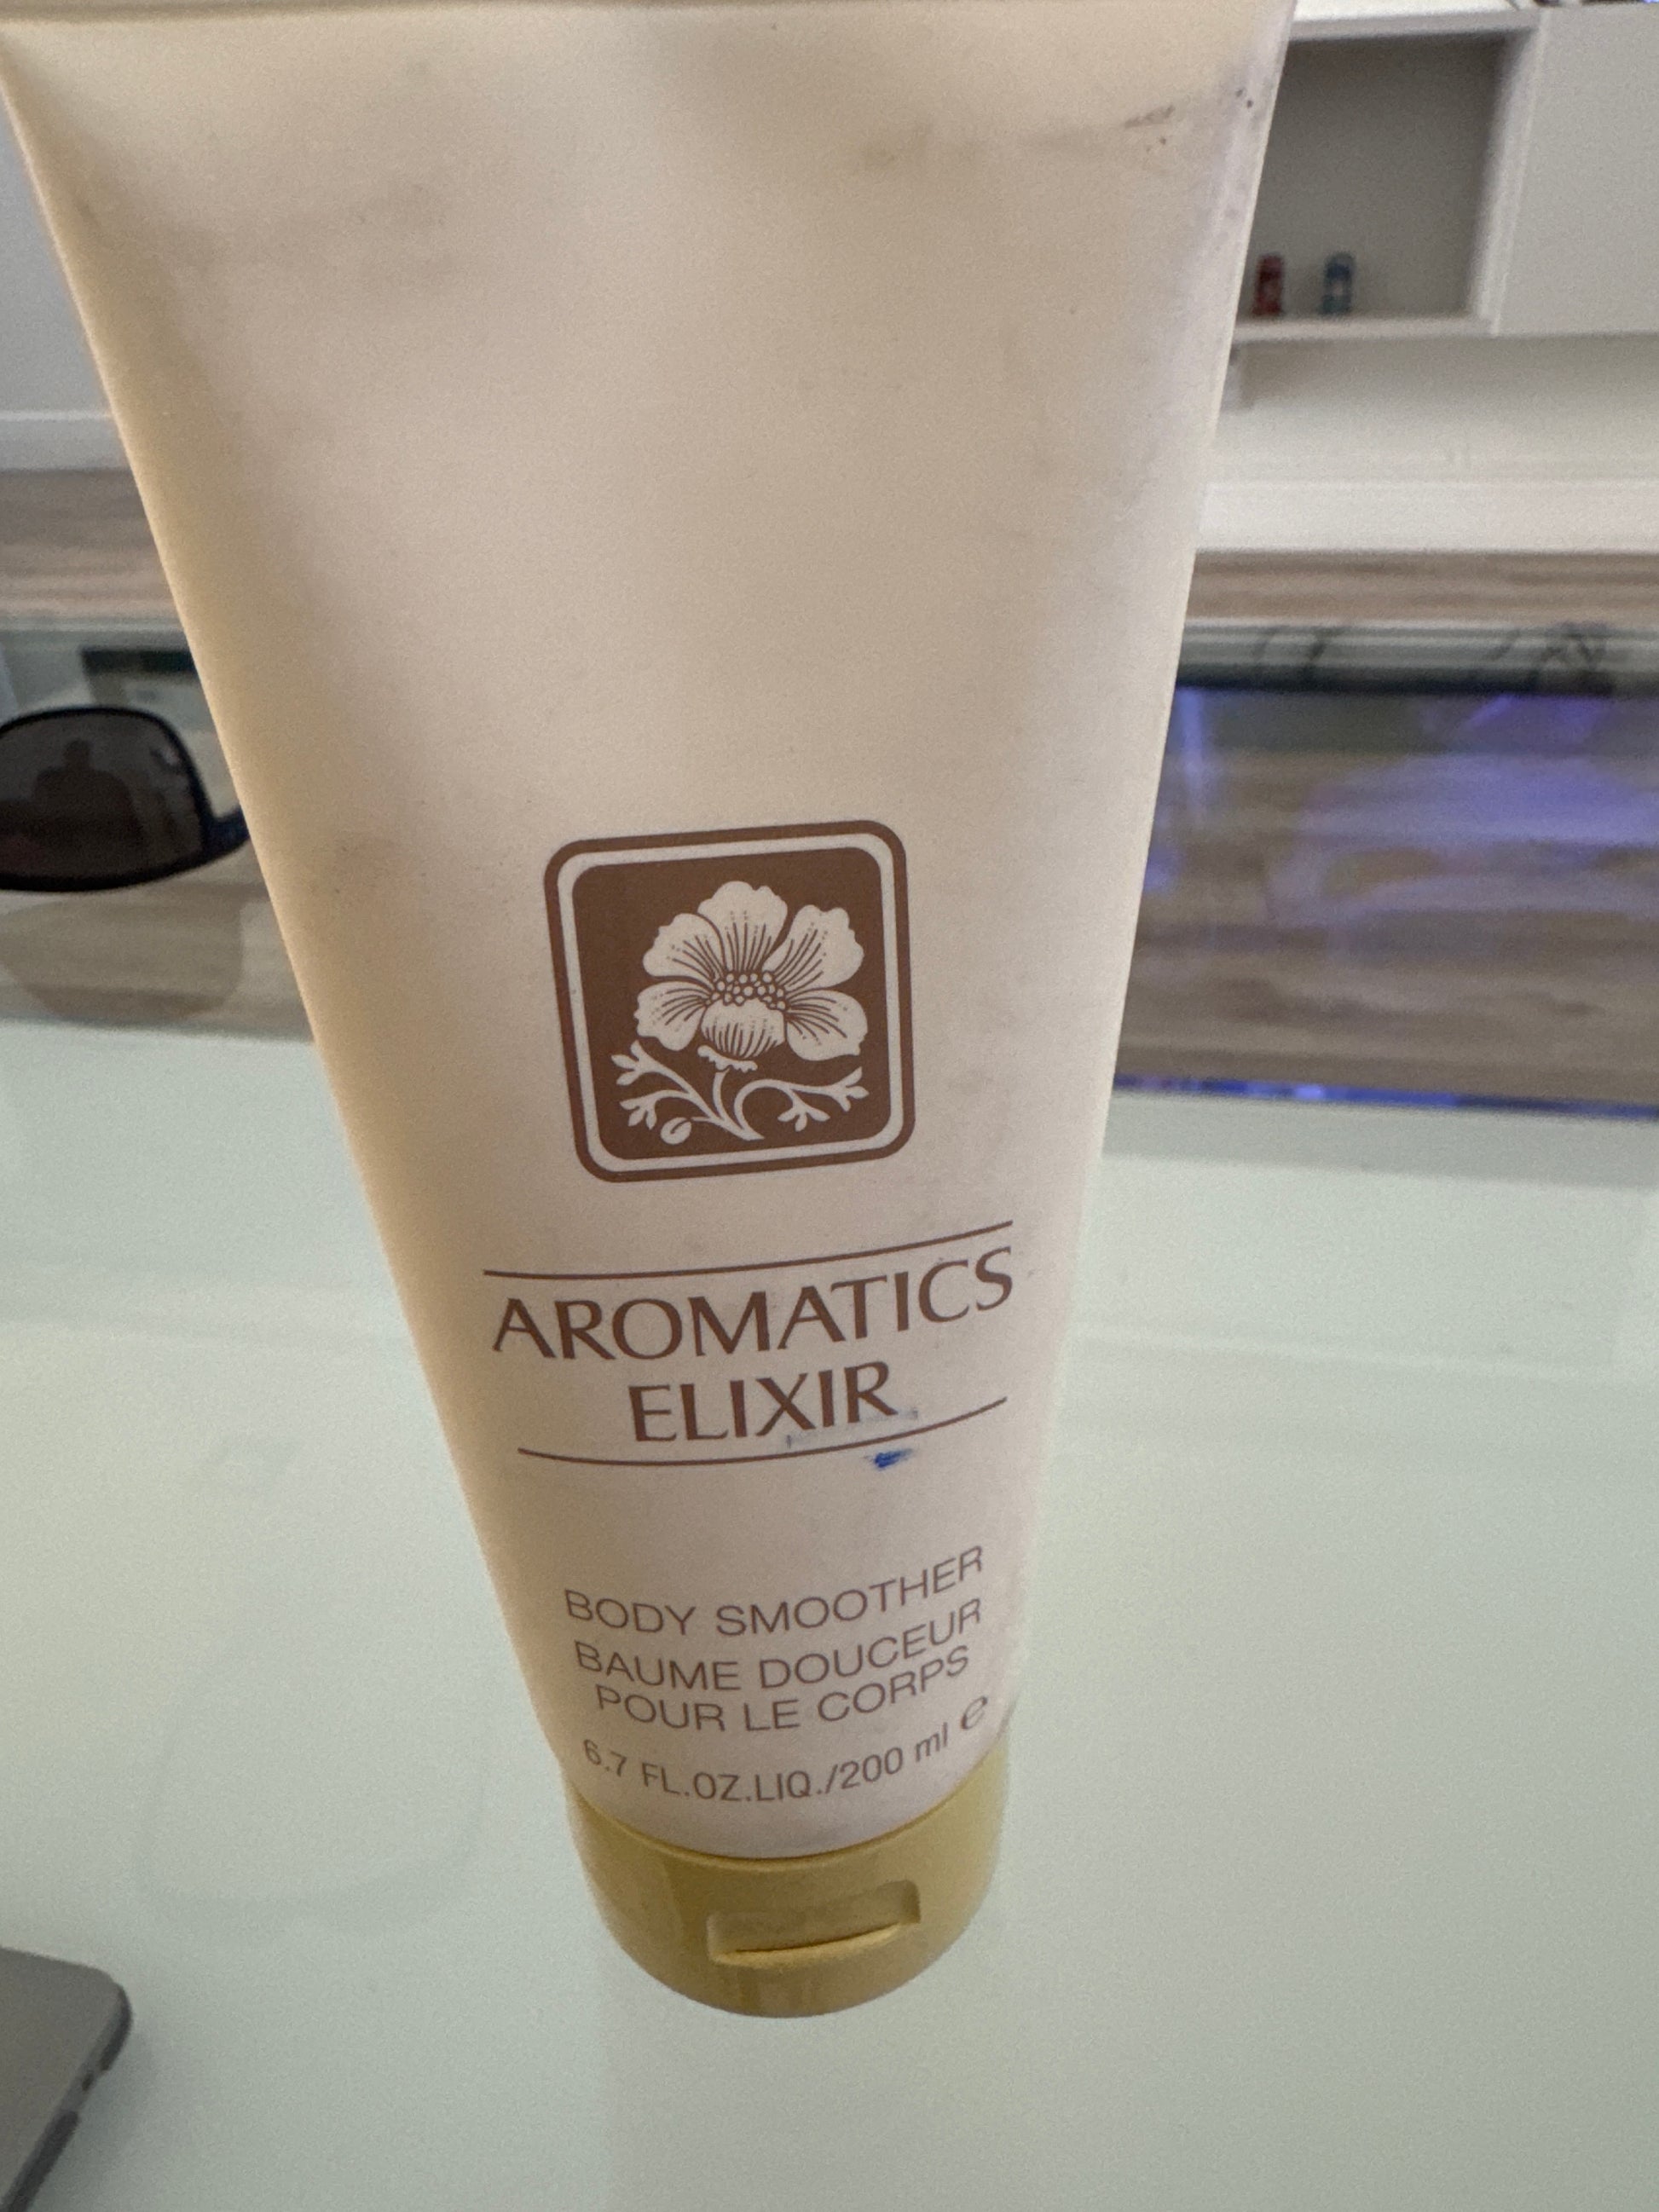 AROMATICS
ELIXIR
BODY SMOOTHER
BAUME DOUCEUR
POUR LE CORPS
6.7 FL.OZ.LIQ./200 ml ℮